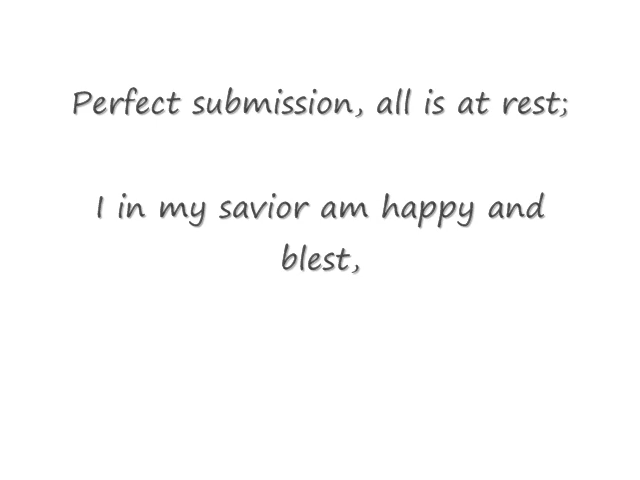 Perfect submission, all is at rest;
I in my savior am happy and
blest,